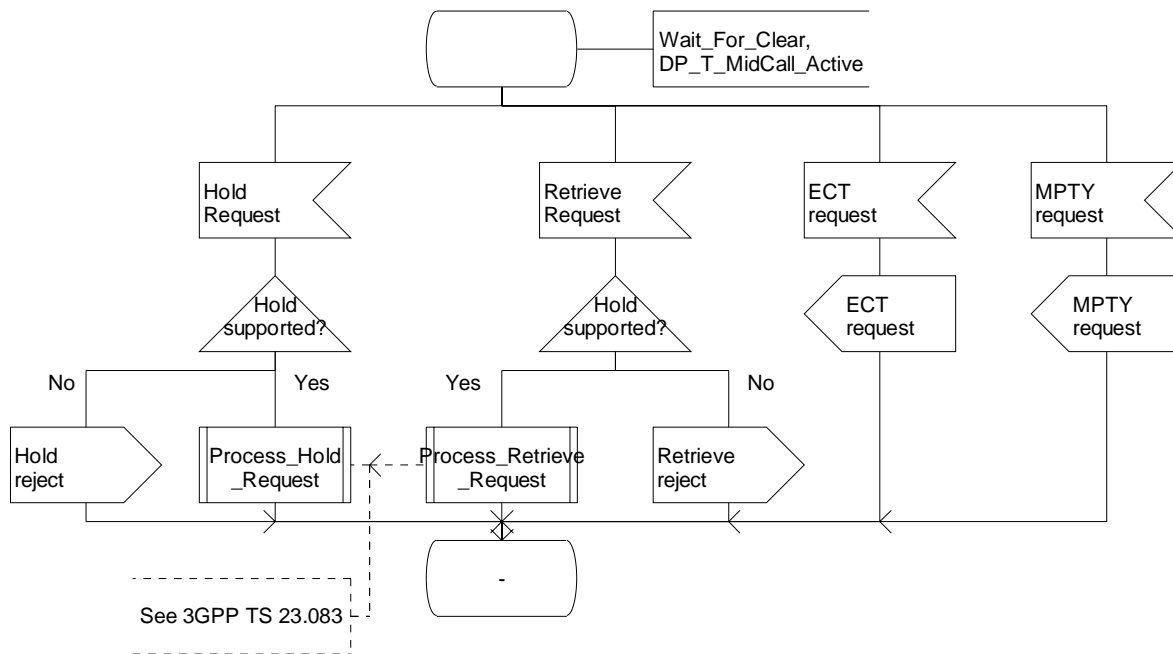 Wait_For_Clear,
DP_T_MidCall_Active
Hold
Request
Retrieve
Request
ECT
request
MPTY
request
Hold
supported?
Hold
supported?
ECT
request
MPTY
request
No
Yes
Yes
No
Hold
reject
Process_Hold
_Request
Process_Retrieve
_Request
Retrieve
reject
-
See 3GPP TS 23.083